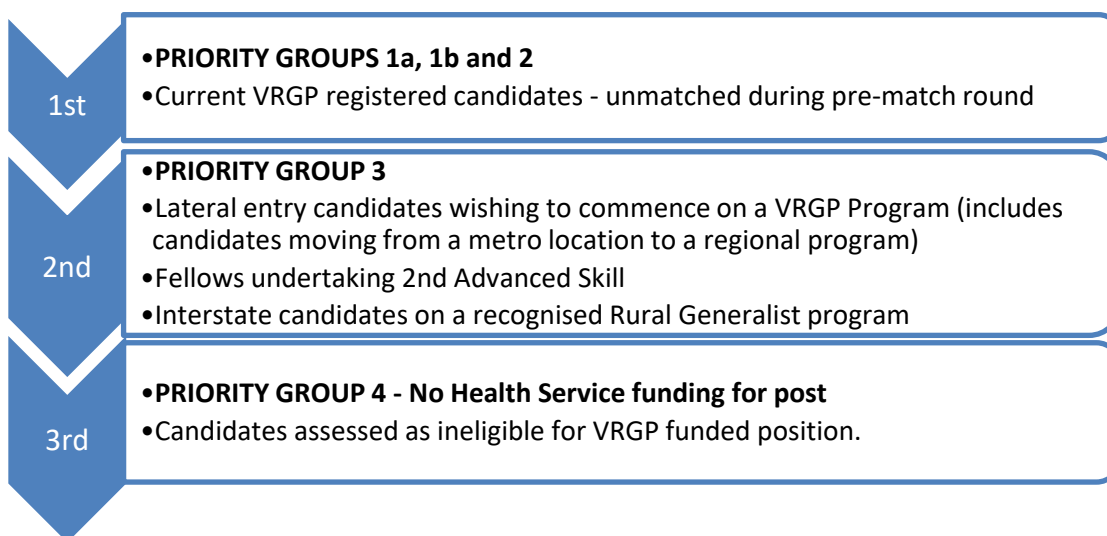 1st
•PRIORITY GROUPS 1a, 1b and 2
•Current VRGP registered candidates - unmatched during pre-match round
2nd
•PRIORITY GROUP 3
•Lateral entry candidates wishing to commence on a VRGP Program (includes
candidates moving from a metro location to a regional program)
•Fellows undertaking 2nd Advanced Skill
•Interstate candidates on a recognised Rural Generalist program
3rd
•PRIORITY GROUP 4 - No Health Service funding for post
•Candidates assessed as ineligible for VRGP funded position.